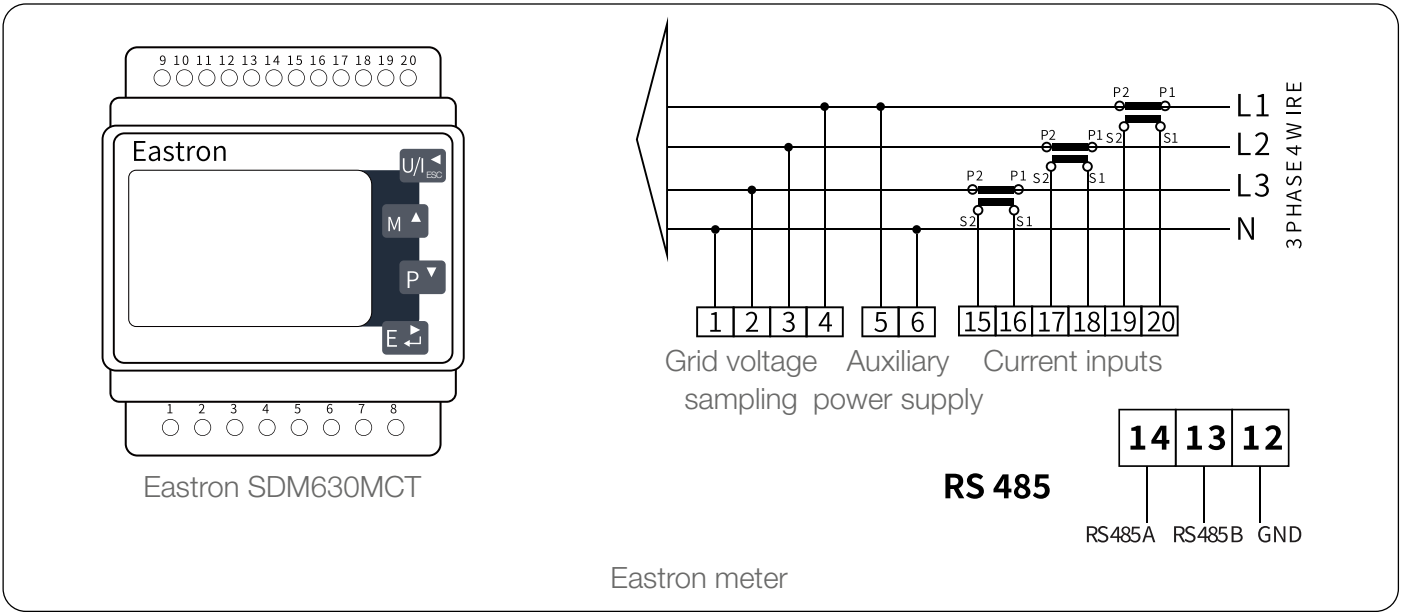 9 10 11 12 13 14 15 16 17 18 19 20
Eastron
U/I ESC
M
P
E
1 2 3 4 5 6 7 8
Eastron SDM630MCT
P2 P1 L1
P2 P1 S2 S1 L2
P2 P1 S2 S1 L3
S2 S1 N
3 PHASE 4 WIRE
1 2 3 4 5 6 15 16 17 18 19 20
Grid voltage sampling
Auxiliary power supply
Current inputs
14 13 12
RS 485
RS485A RS485B GND
Eastron meter